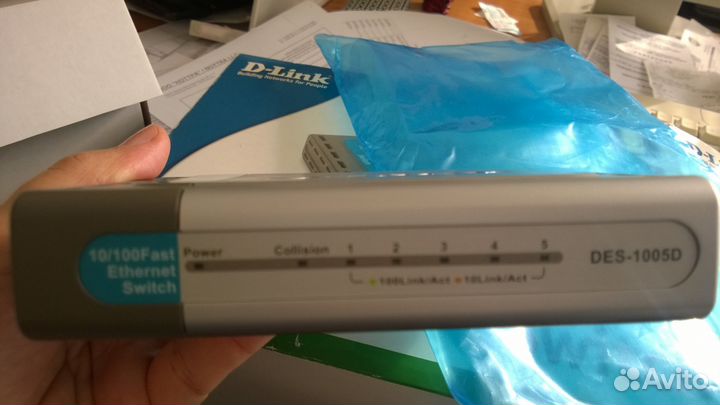 D-Link
Building Networks for People
10/100Fast
Ethernet
Switch
Power
Collision
1 2 3 4 5
100Link/Act 10Link/Act
DES-1005D
Avito